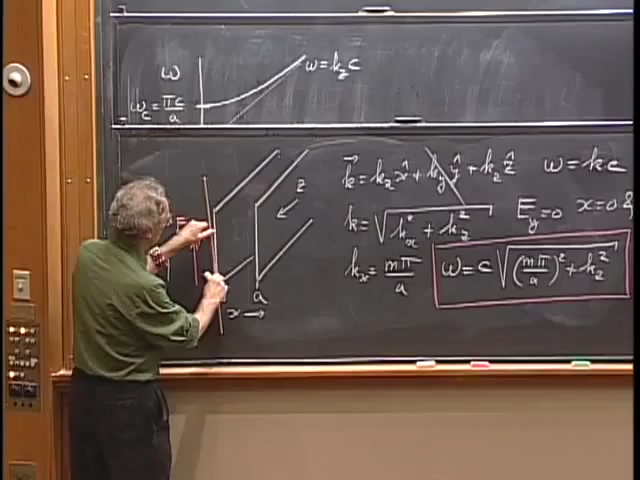 ω
ω = k_z c
ω_c = πc/a
E
z
a
x →
k⃗ = k_x x̂ + k_y ŷ + k_z ẑ
ω = kc
k = √(k_x² + k_z²)
E_y = 0 x = 0 &
k_x = mπ/a
ω = c √((mπ/a)² + k_z²)